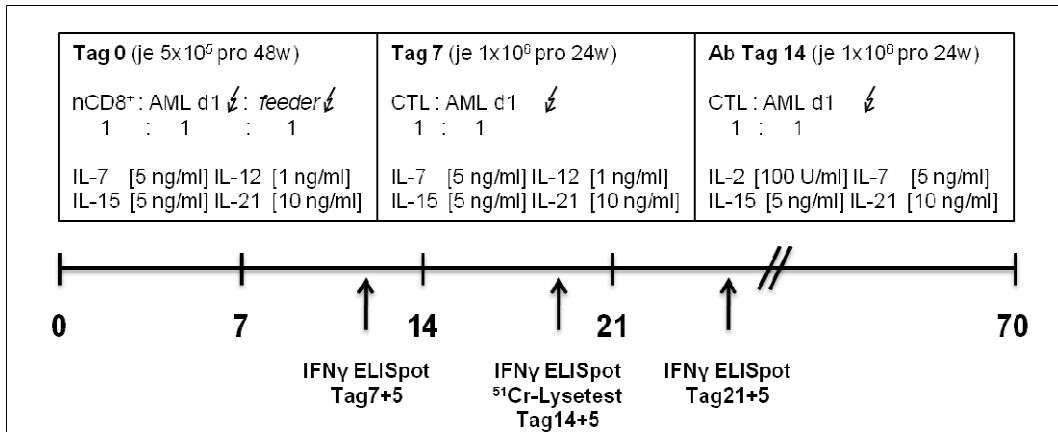 Tag 0 (je 5x10⁵ pro 48w)
nCD8⁺ : AML d1 : feeder
1 : 1 : 1
IL-7 [5 ng/ml] IL-12 [1 ng/ml]
IL-15 [5 ng/ml] IL-21 [10 ng/ml]
Tag 7 (je 1x10⁶ pro 24w)
CTL : AML d1
1 : 1
IL-7 [5 ng/ml] IL-12 [1 ng/ml]
IL-15 [5 ng/ml] IL-21 [10 ng/ml]
Ab Tag 14 (je 1x10⁶ pro 24w)
CTL : AML d1
1 : 1
IL-2 [100 U/ml] IL-7 [5 ng/ml]
IL-15 [5 ng/ml] IL-21 [10 ng/ml]
0 7 14 21 70
IFNγ ELISpot
Tag7+5
IFNγ ELISpot
⁵¹Cr-Lysetest
Tag14+5
IFNγ ELISpot
Tag21+5